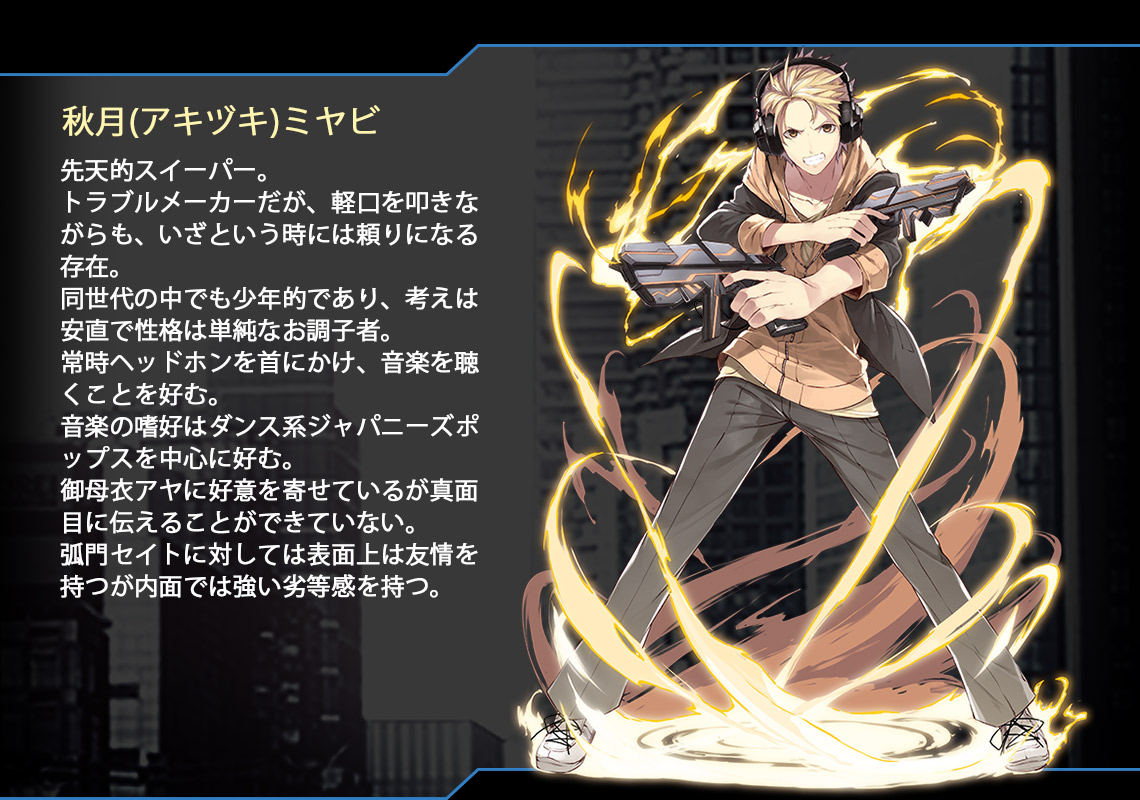 秋月(アキヅキ)ミヤビ
先天的スイーパー。
トラブルメーカーだが、軽口を叩きな
がらも、いざという時には頼りになる
存在。
同世代の中でも少年的であり、考えは
安直で性格は単純なお調子者。
常時ヘッドホンを首にかけ、音楽を聴
くことを好む。
音楽の嗜好はダンス系ジャパニーズポ
ップスを中心に好む。
御母衣アヤに好意を寄せているが真面
目に伝えることができていない。
弧門セイトに対しては表面上は友情を
持つが内面では強い劣等感を持つ。